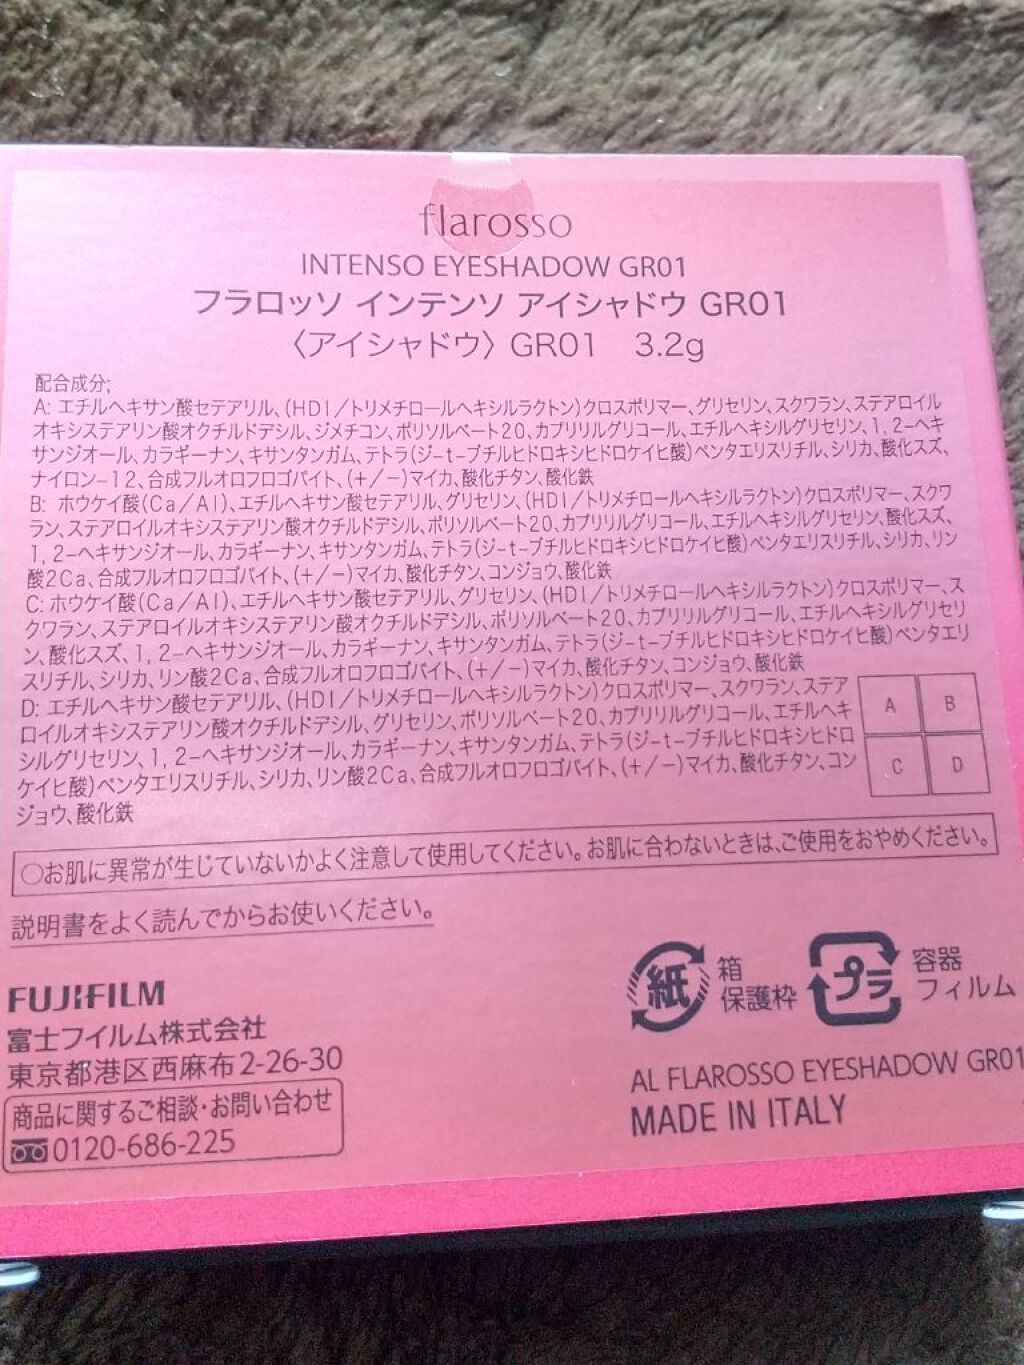 flarosso
INTENSO EYESHADOW GR01
フラロッソ インテンソ アイシャドウ GR01
〈アイシャドウ〉GR01 3.2g
配合成分;
A: エチルヘキサン酸セテアリル、(HDI/トリメチロールヘキシルラクトン)クロスポリマー、グリセリン、スクワラン、ステアロイル
オキシステアリン酸オクチルドデシル、ジメチコン、ポリソルベート20、カプリリルグリコール、エチルヘキシルグリセリン、1, 2-ヘキ
サンジオール、カラギーナン、キサンタンガム、テトラ(ジ-t-ブチルヒドロキシヒドロケイヒ酸)ペンタエリスリチル、シリカ、酸化スズ、
ナイロン-12、合成フルオロフロゴパイト、(+/-)マイカ、酸化チタン、酸化鉄
B: ホウケイ酸(Ca/Al)、エチルヘキサン酸セテアリル、グリセリン、(HDI/トリメチロールヘキシルラクトン)クロスポリマー、スクワ
ラン、ステアロイルオキシステアリン酸オクチルドデシル、ポリソルベート20、カプリリルグリコール、エチルヘキシルグリセリン、酸化スズ、
1, 2-ヘキサンジオール、カラギーナン、キサンタンガム、テトラ(ジ-t-ブチルヒドロキシヒドロケイヒ酸)ペンタエリスリチル、シリカ、リン
酸2Ca、合成フルオロフロゴパイト、(+/-)マイカ、酸化チタン、コンジョウ、酸化鉄
C: ホウケイ酸(Ca/Al)、エチルヘキサン酸セテアリル、グリセリン、(HDI/トリメチロールヘキシルラクトン)クロスポリマー、ス
クワラン、ステアロイルオキシステアリン酸オクチルドデシル、ポリソルベート20、カプリリルグリコール、エチルヘキシルグリセリ
ン、酸化スズ、1, 2-ヘキサンジオール、カラギーナン、キサンタンガム、テトラ(ジ-t-ブチルヒドロキシヒドロケイヒ酸)ペンタエリ
スリチル、シリカ、リン酸2Ca、合成フルオロフロゴパイト、(+/-)マイカ、酸化チタン、コンジョウ、酸化鉄
D: エチルヘキサン酸セテアリル、(HDI/トリメチロールヘキシルラクトン)クロスポリマー、スクワラン、ステア
ロイルオキシステアリン酸オクチルドデシル、グリセリン、ポリソルベート20、カプリリルグリコール、エチルヘキ
シルグリセリン、1, 2-ヘキサンジオール、カラギーナン、キサンタンガム、テトラ(ジ-t-ブチルヒドロキシヒドロ
ケイヒ酸)ペンタエリスリチル、シリカ、リン酸2Ca、合成フルオロフロゴパイト、(+/-)マイカ、酸化チタン、コン
ジョウ、酸化鉄
A B
C D
○お肌に異常が生じていないかよく注意して使用してください。お肌に合わないときは、ご使用をおやめください。
説明書をよく読んでからお使いください。
FUJIFILM
富士フイルム株式会社
東京都港区西麻布2-26-30
商品に関するご相談・お問い合わせ
0120-686-225
紙 箱
保護枠
プラ 容器
フィルム
AL FLAROSSO EYESHADOW GR01
MADE IN ITALY